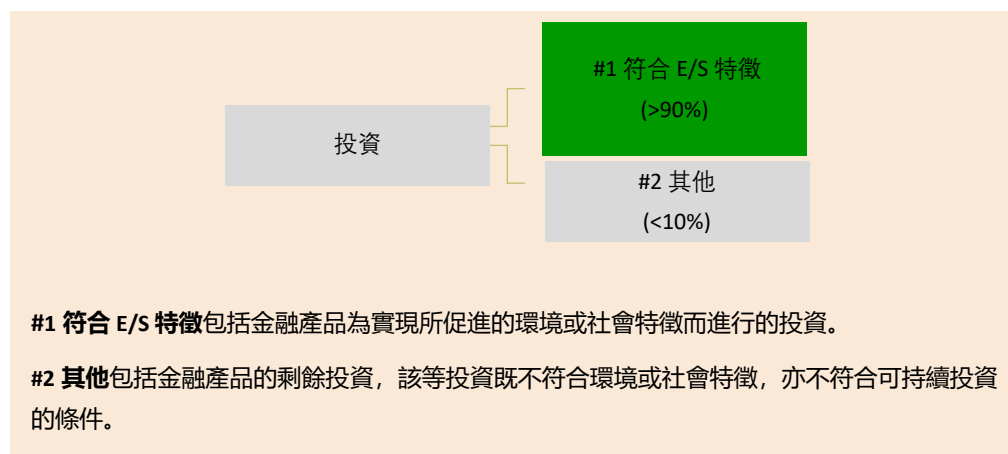 #1 符合 E/S 特徵
(>90%)
投資
#2 其他
(<10%)
#1 符合 E/S 特徵包括金融產品為實現所促進的環境或社會特徵而進行的投資。
#2 其他包括金融產品的剩餘投資，該等投資既不符合環境或社會特徵，亦不符合可持續投資
的條件。